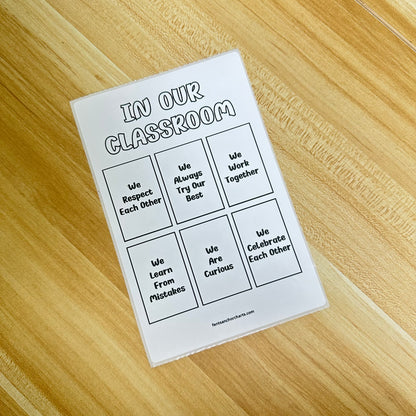 IN OUR
CLASSROOM
We
Respect
Each Other
We
Always
Try Our
Best
We
Work
Together
We
Learn
From
Mistakes
We
Are
Curious
We
Celebrate
Each Other
fantsanchorcharts.com